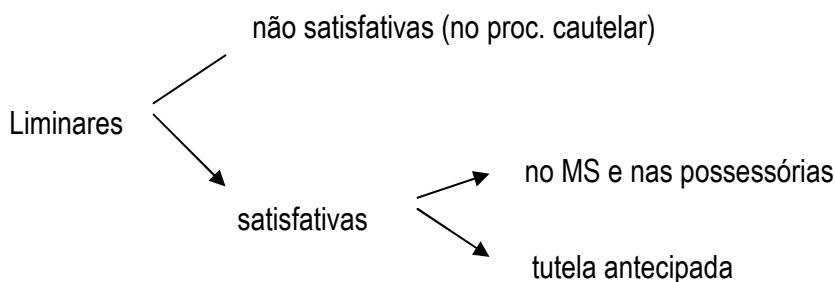 não satisfativas (no proc. cautelar)
Liminares
no MS e nas possessórias
satisfativas
tutela antecipada